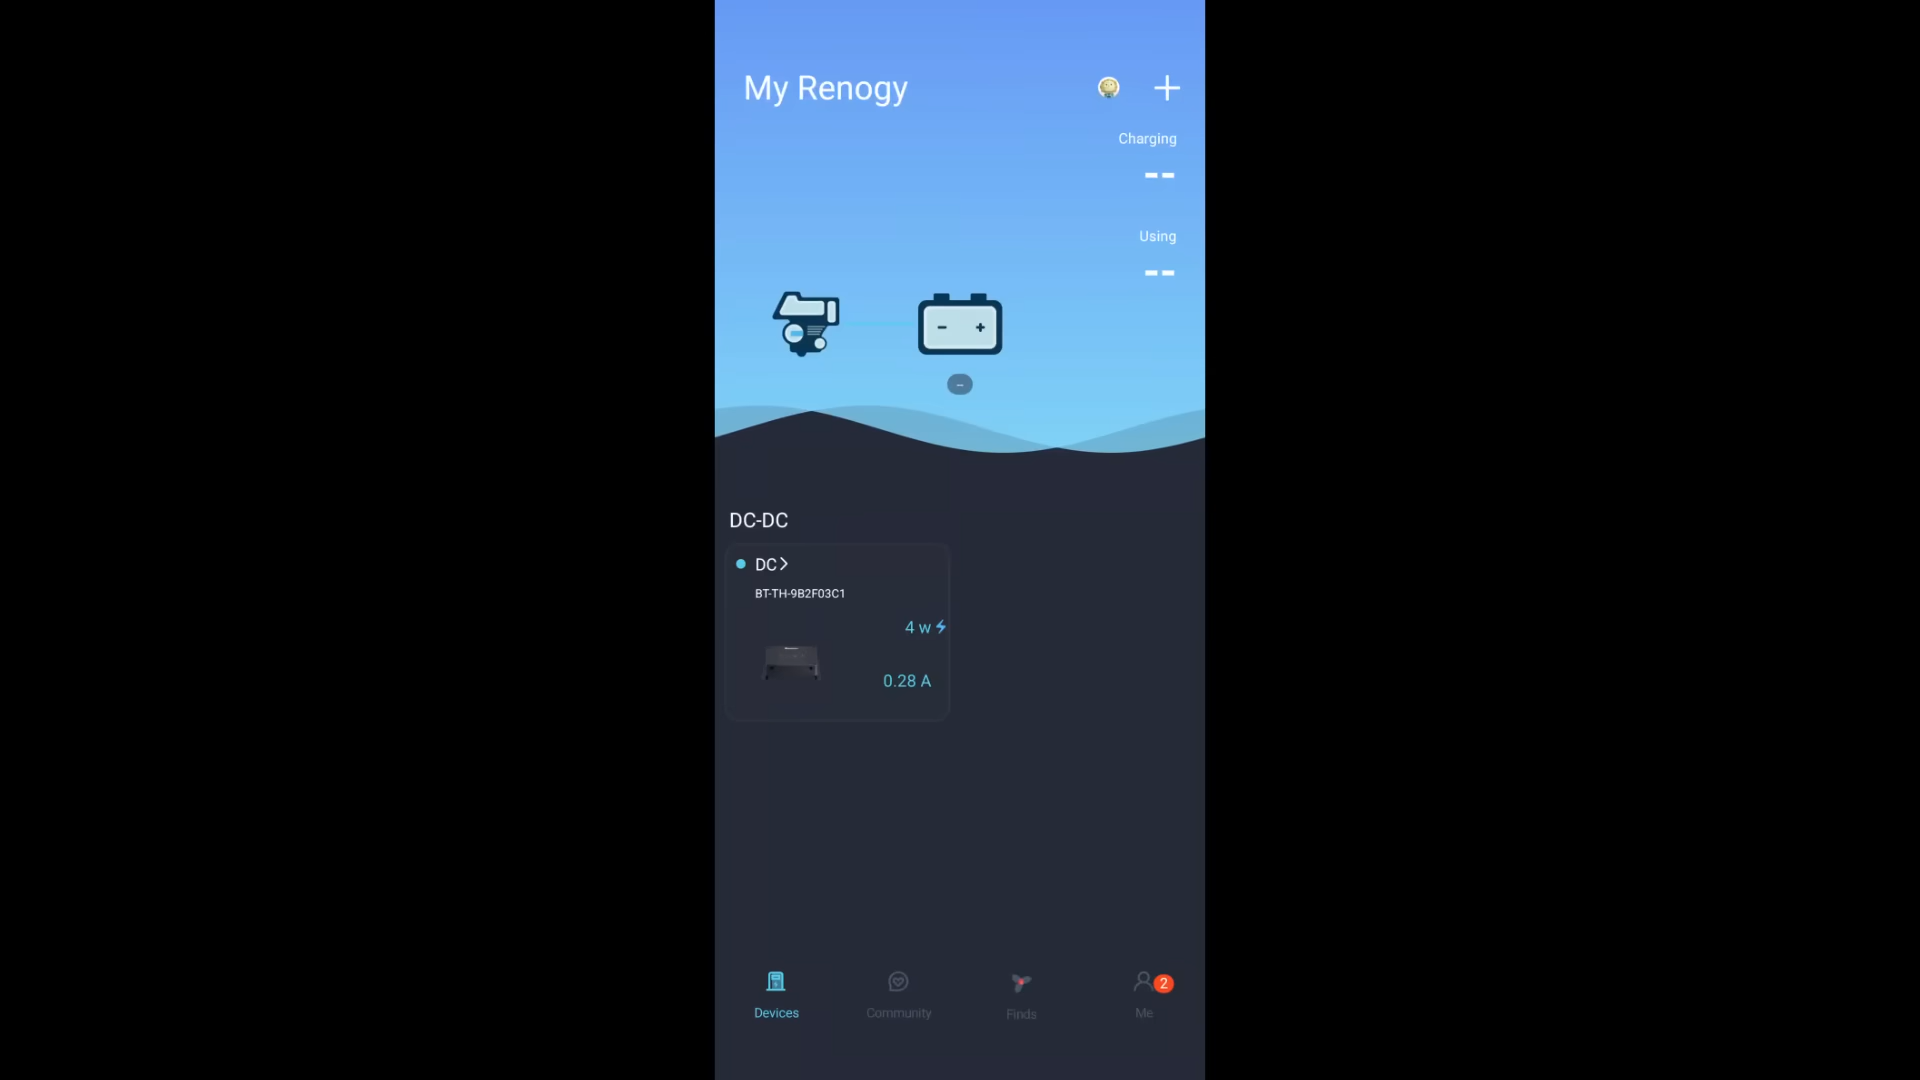 My Renogy
Charging
--
Using
--
- +
--
DC-DC
DC>
BT-TH-9B2F03C1
4 w
0.28 A
Devices
Community
Finds
Me
2